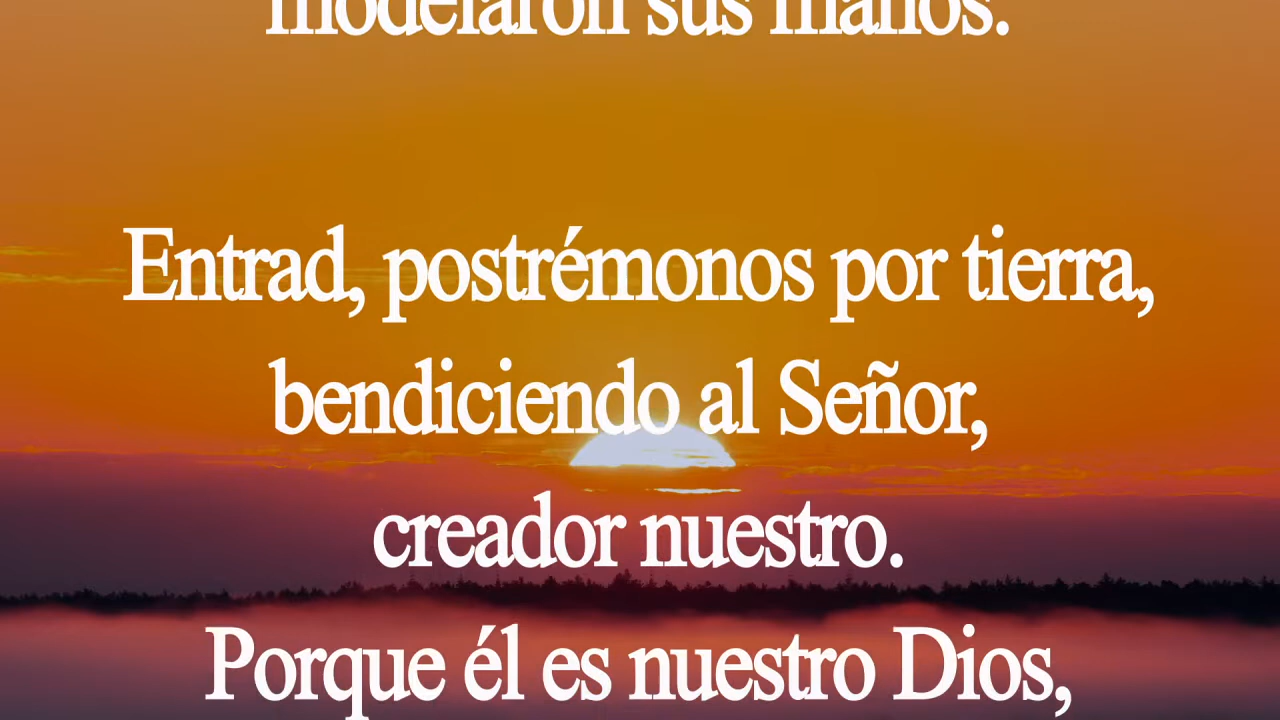 modelaron sus manos.
Entrad, postrémonos por tierra,
bendiciendo al Señor,
creador nuestro.
Porque él es nuestro Dios,